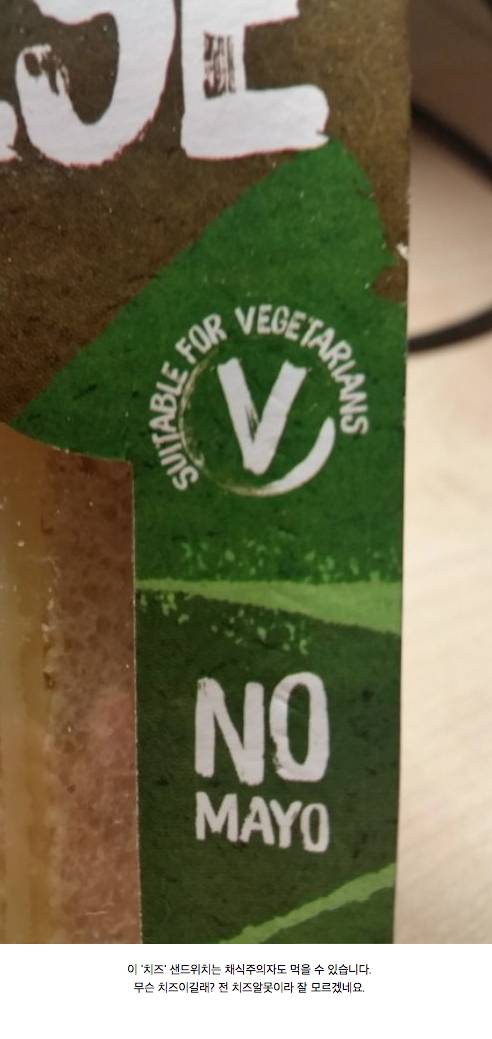 SE
SUITABLE FOR VEGETARIANS
V
NO
MAYO
이 '치즈' 샌드위치는 채식주의자도 먹을 수 있습니다.
무슨 치즈이길래? 전 치즈알못이라 잘 모르겠네요.